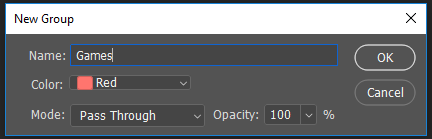 New Group
Name: Games OK
Color: Red Cancel
Mode: Pass Through Opacity: 100 %